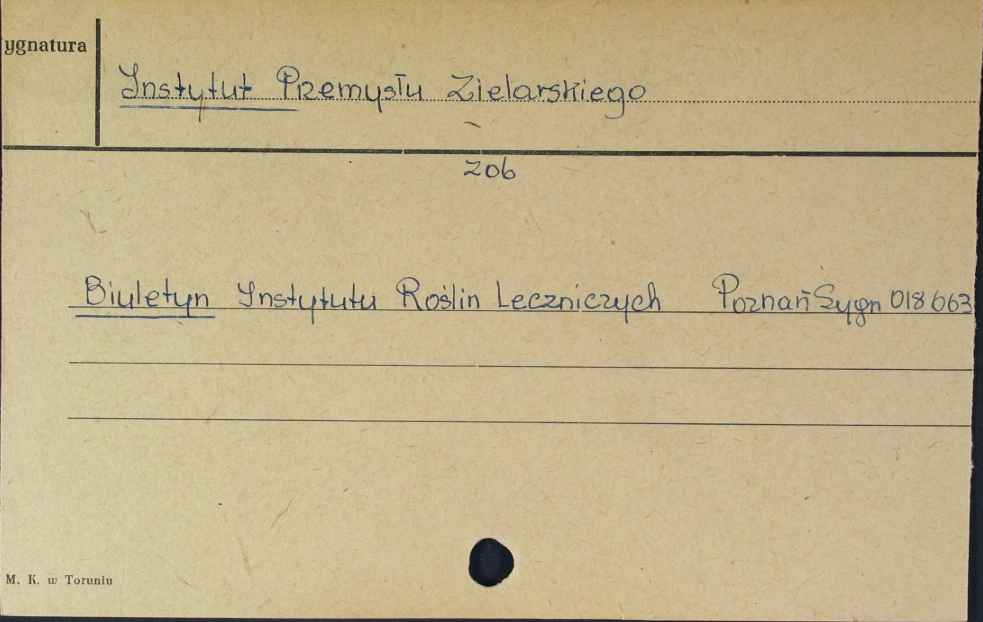 ygnatura
Instytut Przemysłu Zielarskiego
zob
Biuletyn Instytutu Roślin Leczniczych Poznań Sygn 018663
M. K. w Toruniu